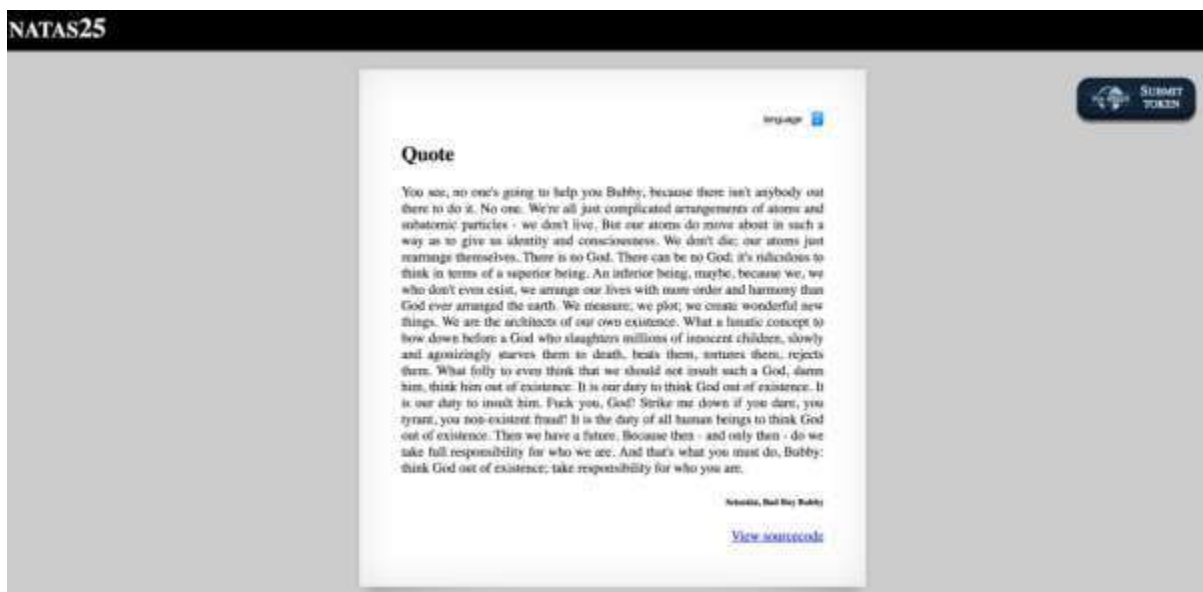 NATAS25
SUBMIT
TOKEN
language
Quote
You see, no one's going to help you Bubby, because there isn't anybody out
there to do it. No one. We're all just complicated arrangements of atoms and
subatomic particles - we don't live. But our atoms do move about in such a
way as to give us identity and consciousness. We don't die; our atoms just
rearrange themselves. There is no God. There can be no God; it's ridiculous to
think in terms of a superior being. An inferior being, maybe, because we, we
who don't even exist, we arrange our lives with more order and harmony than
God ever arranged the earth. We measure; we plot; we create wonderful new
things. We are the architects of our own existence. What a lunatic concept to
bow down before a God who slaughters millions of innocent children, slowly
and agonizingly starves them to death, beats them, tortures them, rejects
them. What folly to even think that we should not insult such a God, damn
him, think him out of existence. It is our duty to think God out of existence. It
is our duty to insult him. Fuck you, God! Strike me down if you dare, you
tyrant, you non-existent fraud! It is the duty of all human beings to think God
out of existence. Then we have a future. Because then - and only then - do we
take full responsibility for who we are. And that's what you must do, Bubby:
think God out of existence; take responsibility for who you are.
Scientist, Bad Boy Bubby
View sourcecode